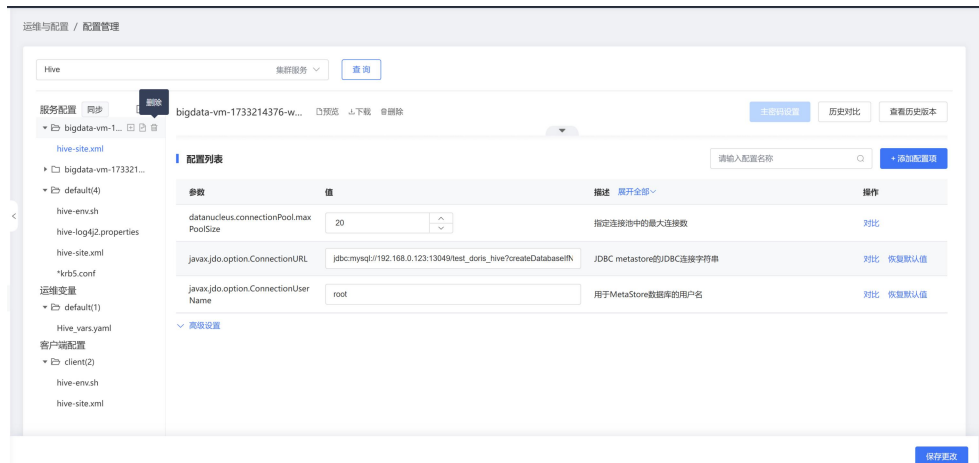 运维与配置 / 配置管理
Hive 集群服务 查 询
服务配置 同步 删除
bigdata-vm-1...
hive-site.xml
bigdata-vm-173321...
default(4)
hive-env.sh
hive-log4j2.properties
hive-site.xml
*krb5.conf
运维变量
default(1)
Hive_vars.yaml
客户端配置
client(2)
hive-env.sh
hive-site.xml
bigdata-vm-1733214376-w... 预览 下载 删除 主密码设置 历史对比 查看历史版本
配置列表 请输入配置名称 + 添加配置项
参数 值 描述 展开全部 操作
datanucleus.connectionPool.max
PoolSize 20 指定连接池中的最大连接数 对比
javax.jdo.option.ConnectionURL jdbc:mysql://192.168.0.123:13049/test_doris_hive?createDatabaseIfN JDBC metastore的JDBC连接字符串 对比 恢复默认值
javax.jdo.option.ConnectionUser
Name root 用于MetaStore数据库的用户名 对比 恢复默认值
高级设置
保存更改